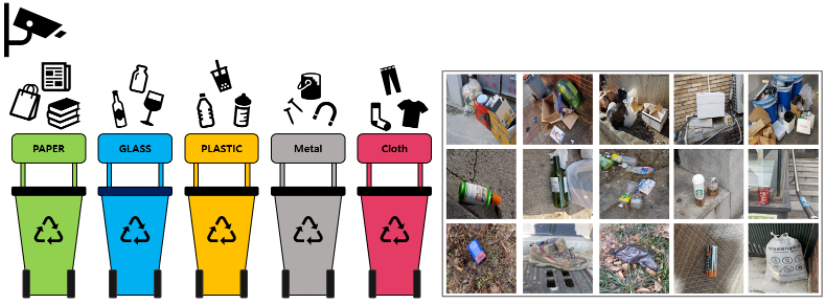 PAPER
GLASS
PLASTIC
Metal
Cloth